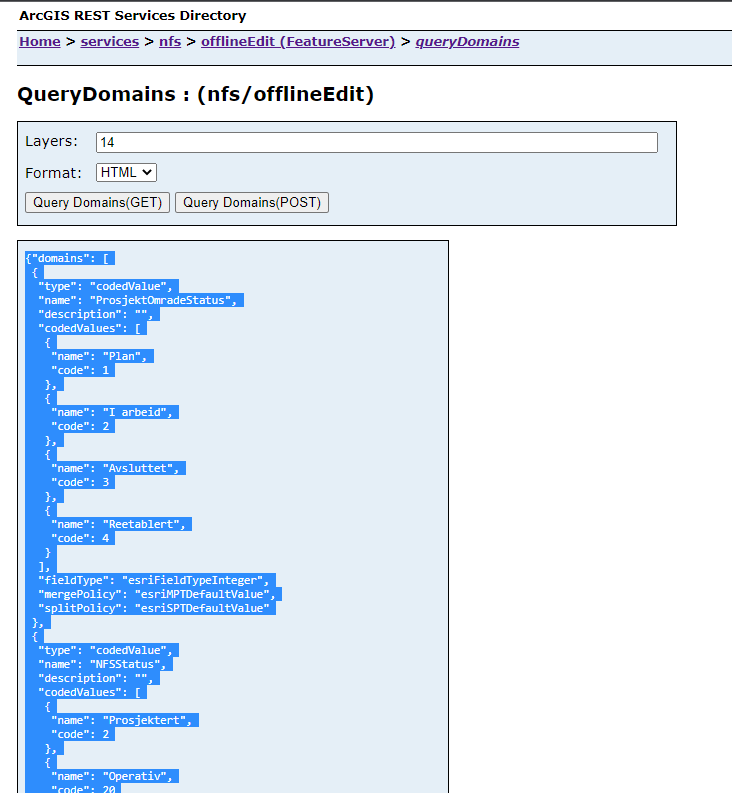 ArcGIS REST Services Directory
Home > services > nfs > offlineEdit (FeatureServer) > queryDomains
QueryDomains : (nfs/offlineEdit)
Layers: 14
Format: HTML
Query Domains(GET) Query Domains(POST)
{"domains": [
{
"type": "codedValue",
"name": "ProsjektOmradeStatus",
"description": "",
"codedValues": [
{
"name": "Plan",
"code": 1
},
{
"name": "I arbeid",
"code": 2
},
{
"name": "Avsluttet",
"code": 3
},
{
"name": "Reetablert",
"code": 4
}
],
"fieldType": "esriFieldTypeInteger",
"mergePolicy": "esriMPTDefaultValue",
"splitPolicy": "esriSPTDefaultValue"
},
{
"type": "codedValue",
"name": "NFSStatus",
"description": "",
"codedValues": [
{
"name": "Prosjektert",
"code": 2
},
{
"name": "Operativ",
"code": 20